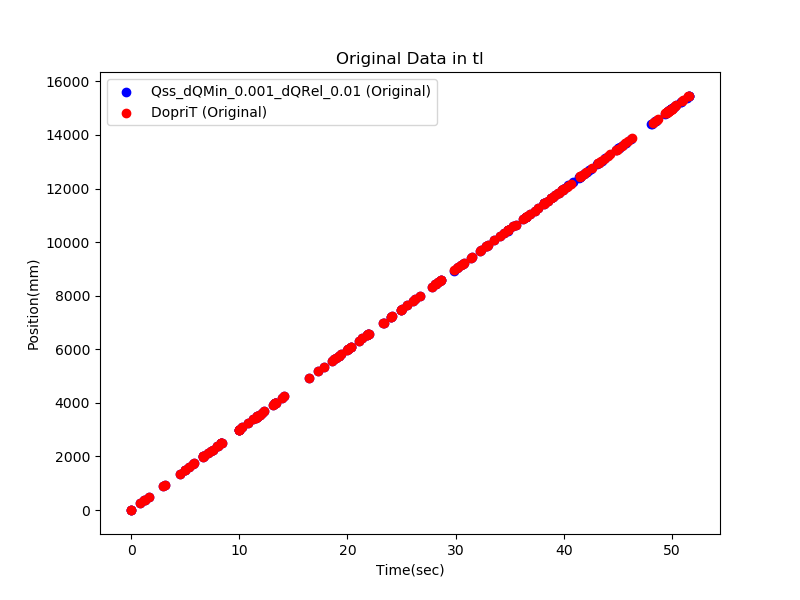 Original Data in tl
Qss_dQMin_0.001_dQRel_0.01 (Original)
DopriT (Original)
16000
14000
12000
10000
8000
6000
4000
2000
0
Position(mm)
0 10 20 30 40 50
Time(sec)